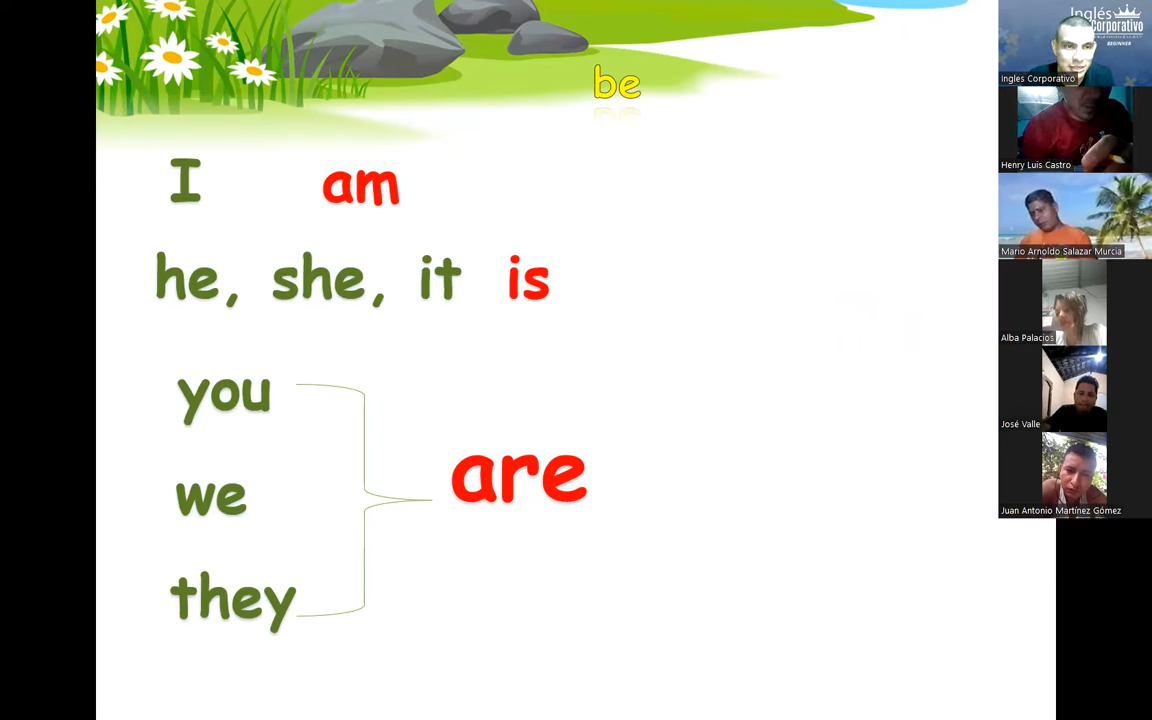 be
I am
he, she, it is
you
we
they
are
Inglés
Corporativo
BEGINNER
Ingles Corporativo
Henry Luis Castro
Mario Arnoldo Salazar Murcia
Alba Palacios
José Valle
Juan Antonio Martínez Gómez